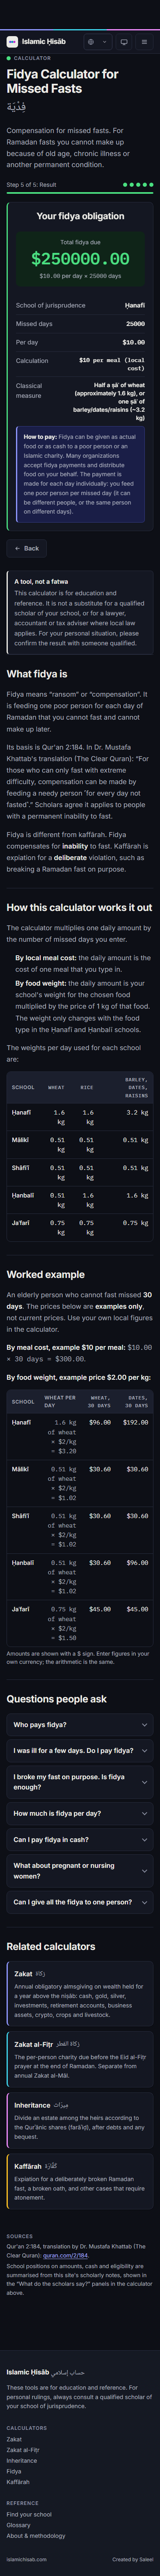 Islamic Ḥisāb
CALCULATOR
Fidya Calculator for
Missed Fasts
فِدْيَة
Compensation for missed fasts. For
Ramadan fasts you cannot make up
because of old age, chronic illness or
another permanent condition.
Step 5 of 5: Result
Your fidya obligation
Total fidya due
$250000.00
$10.00 per day × 25000 days
School of jurisprudence Ḥanafī
Missed days 25000
Per day $10.00
Calculation $10 per meal (local
cost)
Classical Half a ṣāʿ of wheat
measure (approximately 1.6 kg), or
one ṣāʿ of
barley/dates/raisins (~3.2
kg)
How to pay: Fidya can be given as actual
food or as cash to a poor person or
Islamic charity. Many organizations
accept fidya payments and distribute
food on your behalf. The payment is
made for each day individually: you feed
one poor person per missed day (it can
be different people, or the same person
on different days).
← Back
A tool, not a fatwa
This calculator is for education and
reference. It is not a substitute for a qualified
scholar of your school, or for a lawyer,
accountant or tax adviser where local law
applies. For your personal situation, please
confirm the result with someone qualified.
What fidya is
Fidya means “ransom” or “compensation”. It
is feeding one poor person for each day of
Ramadan that you cannot fast and cannot
make up later.
Its basis is Qurʾan 2:184. In Dr. Mustafa
Khattab's translation (The Clear Quran): “For
those who can only fast with extreme
difficulty, compensation can be made by
feeding a needy person ˹for every day not
fasted˺.” Scholars agree it applies to people
with a permanent inability to fast.
Fidya is different from kaffārah. Fidya
compensates for inability to fast. Kaffārah is
expiation for a deliberate violation, such as
breaking a Ramadan fast on purpose.
How this calculator works it out
The calculator multiplies one daily amount by
the number of missed days you enter.
By local meal cost: the daily amount is the
cost of one meal that you type in.
By food weight: the daily amount is your
school's weight for the chosen food
multiplied by the price of 1 kg of that food.
The weight only changes with the food
type in the Ḥanafī and Ḥanbalī schools.
The weights per day used for each school
are:
SCHOOL WHEAT RICE BARLEY,
DATES,
RAISINS
Ḥanafī 1.6 kg 1.6 kg 3.2 kg
Mālikī 0.51 kg 0.51 kg 0.51 kg
Shāfiʿī 0.51 kg 0.51 kg 0.51 kg
Ḥanbalī 0.51 kg 0.51 kg 1.6 kg
Jaʿfarī 0.75 kg 0.75 kg 0.75 kg
Worked example
An elderly person who cannot fast missed 30
days. The prices below are examples only,
not current prices. Use your own local figures
in the calculator.
By meal cost, example $10 per meal: $10.00
× 30 days = $300.00.
By food weight, example price $2.00 per kg:
SCHOOL WHEAT PER DAY WHEAT, 30 DAYS DATES, 30 DAYS
Ḥanafī 1.6 kg of wheat × $2/kg = $3.20 $96.00 $192.00
Mālikī 0.51 kg of wheat × $2/kg = $1.02 $30.60 $30.60
Shāfiʿī 0.51 kg of wheat × $2/kg = $1.02 $30.60 $30.60
Ḥanbalī 0.51 kg of wheat × $2/kg = $1.02 $30.60 $96.00
Jaʿfarī 0.75 kg of wheat × $2/kg = $1.50 $45.00 $45.00
Amounts are shown with a $ sign. Enter figures in your
own currency; the arithmetic is the same.
Questions people ask
Who pays fidya?
I was ill for a few days. Do I pay fidya?
I broke my fast on purpose. Is fidya
enough?
How much is fidya per day?
Can I pay fidya in cash?
What about pregnant or nursing
women?
Can I give all the fidya to one person?
Related calculators
Zakat زكاة
Annual obligatory almsgiving on wealth held for
a year above the niṣāb: cash, gold, silver,
investments, retirement accounts, business
assets, crypto, crops and livestock.
Zakat al-Fiṭr زكاة الفطر
The per-person charity due before the Eid al-Fiṭr
prayer at the end of Ramadan. Separate from
annual Zakat al-Māl.
Inheritance مِيرَاث
Divide an estate among the heirs according to
the Qurʾānic shares (farāʾiḍ), after debts and any
bequest.
Kaffārah كَفَّارَة
Expiation for a deliberately broken Ramadan
fast, a broken oath, and other cases that require
atonement.
SOURCES
Qurʾan 2:184, translation by Dr. Mustafa Khattab (The
Clear Quran): quran.com/2/184.
School positions on amounts, cash and eligibility are
summarised from this site's scholarly notes, shown in
the “What do the scholars say?” panels in the calculator
above.
Islamic Ḥisāb حساب إسلامي
These tools are for education and reference. For
personal rulings, always consult a qualified scholar of
your school of jurisprudence.
CALCULATORS
Zakat
Zakat al-Fiṭr
Inheritance
Fidya
Kaffārah
REFERENCE
Find your school
Glossary
About & methodology
islamichisab.com Created by Saleel